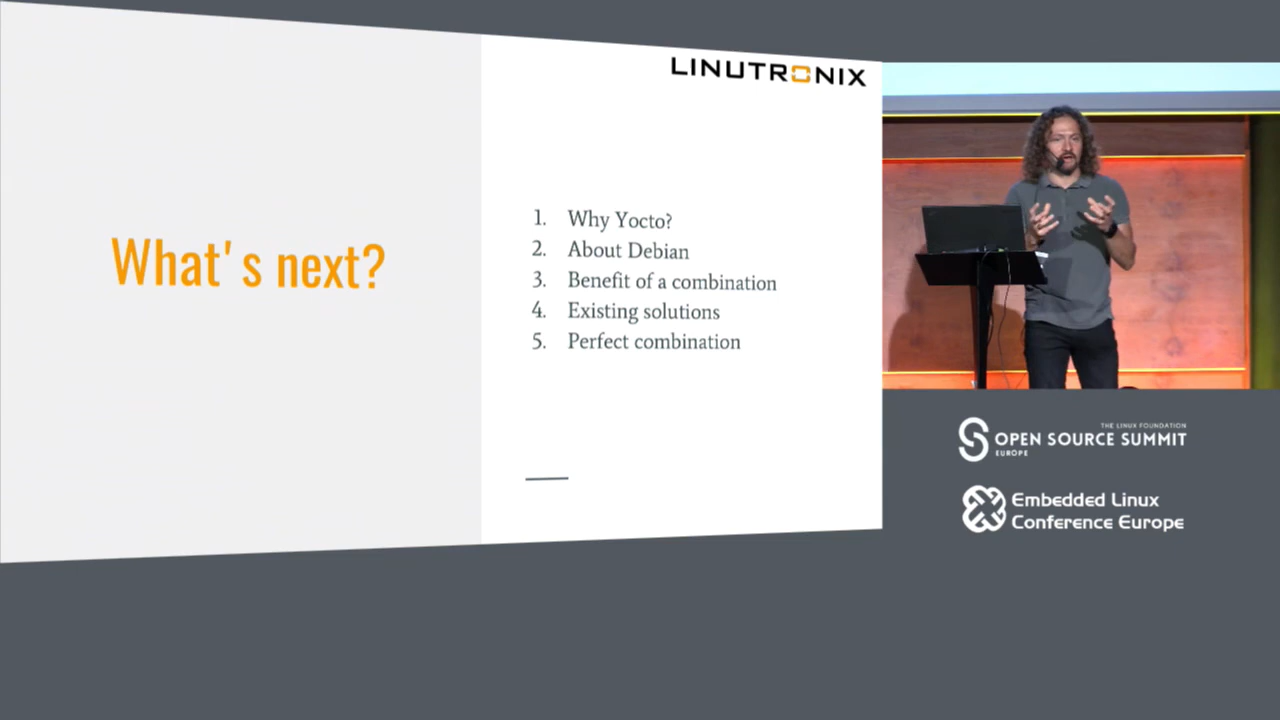 LINUTRONIX
What's next?
1. Why Yocto?
2. About Debian
3. Benefit of a combination
4. Existing solutions
5. Perfect combination
THE LINUX FOUNDATION
OPEN SOURCE SUMMIT
EUROPE
Embedded Linux
Conference Europe